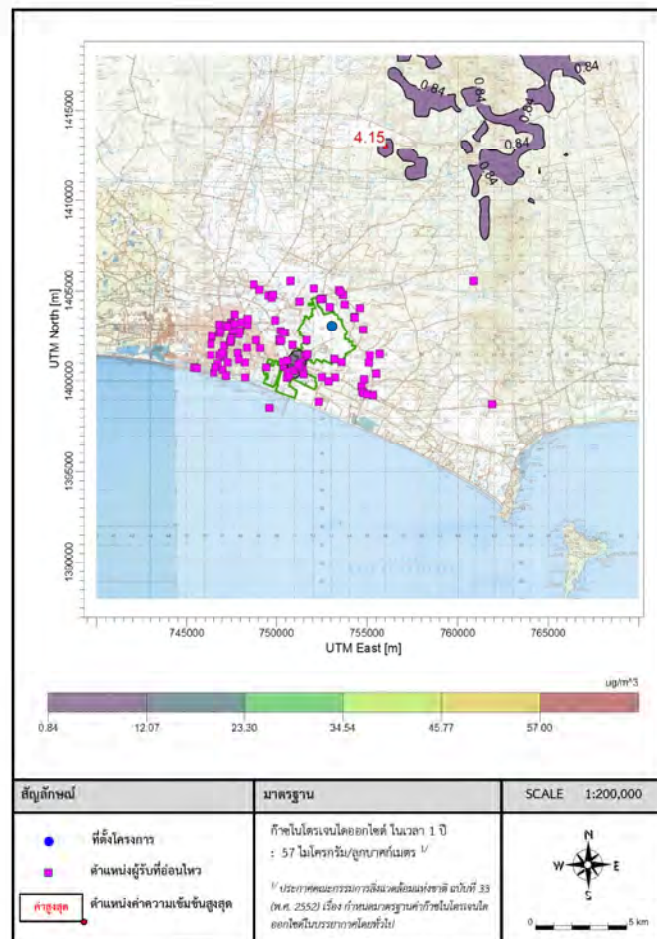 0.84
0.84
0.84
0.84
0.84
0.84
4.15
1415000
1410000
1405000
1400000
1395000
1390000
UTM North [m]
745000
750000
755000
760000
765000
UTM East [m]
ug/m^3
0.84
12.07
23.30
34.54
45.77
57.00
สัญลักษณ์
ที่ตั้งโครงการ
ตำแหน่งผู้รับที่อ่อนไหว
ค่าสูงสุด
ตำแหน่งค่าความเข้มข้นสูงสุด
มาตรฐาน
ก๊าซไนโตรเจนไดออกไซด์ ในเวลา 1 ปี
: 57 ไมโครกรัม/ลูกบาศก์เมตร 1/
1/ ประกาศคณะกรรมการสิ่งแวดล้อมแห่งชาติ ฉบับที่ 33
(พ.ศ. 2552) เรื่อง กำหนดมาตรฐานค่าก๊าซไนโตรเจนได
ออกไซด์ในบรรยากาศโดยทั่วไป
SCALE 1:200,000
N
W E
S
0 5 km